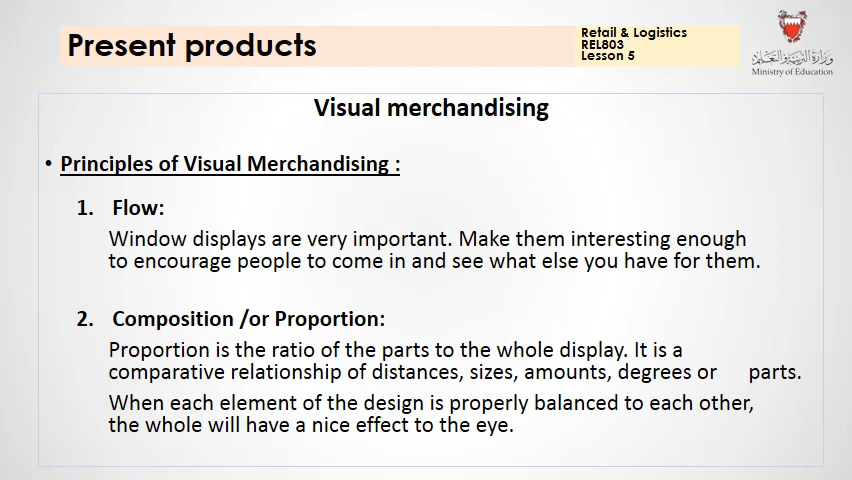 Present products
Retail & Logistics
REL803
Lesson 5
وزارة التربية والتعليم
Ministry of Education
Visual merchandising
• Principles of Visual Merchandising :
1. Flow:
Window displays are very important. Make them interesting enough
to encourage people to come in and see what else you have for them.
2. Composition /or Proportion:
Proportion is the ratio of the parts to the whole display. It is a
comparative relationship of distances, sizes, amounts, degrees or parts.
When each element of the design is properly balanced to each other,
the whole will have a nice effect to the eye.